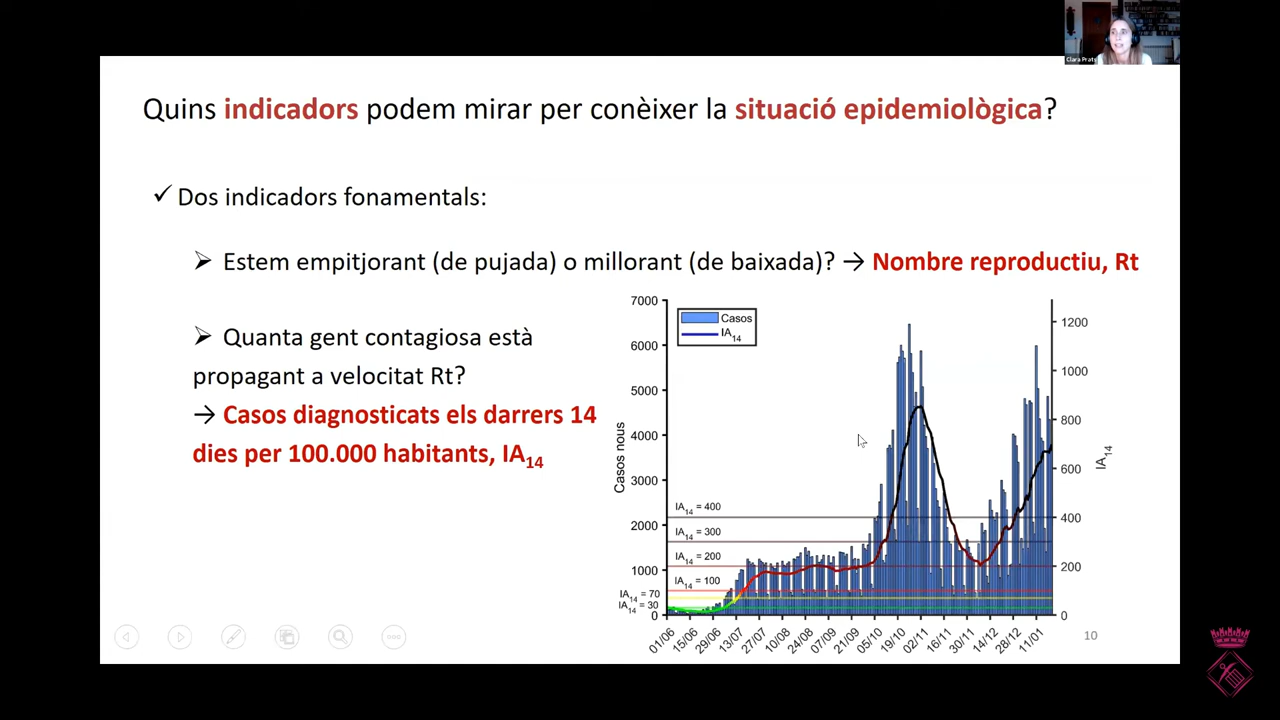 Clara Prats
Quins indicadors podem mirar per conèixer la situació epidemiològica?
✓ Dos indicadors fonamentals:
➢ Estem empitjorant (de pujada) o millorant (de baixada)? → Nombre reproductiu, Rt
➢ Quanta gent contagiosa està
propagant a velocitat Rt?
→ Casos diagnosticats els darrers 14
dies per 100.000 habitants, IA14
Casos
IA14
7000
6000
5000
4000
3000
2000
1000
0
Casos nous
IA14 = 400
IA14 = 300
IA14 = 200
IA14 = 100
IA14 = 70
IA14 = 30
1200
1000
800
600
400
200
0
IA14
01/06
15/06
29/06
13/07
27/07
10/08
24/08
07/09
21/09
05/10
19/10
02/11
16/11
30/11
14/12
28/12
11/01
10